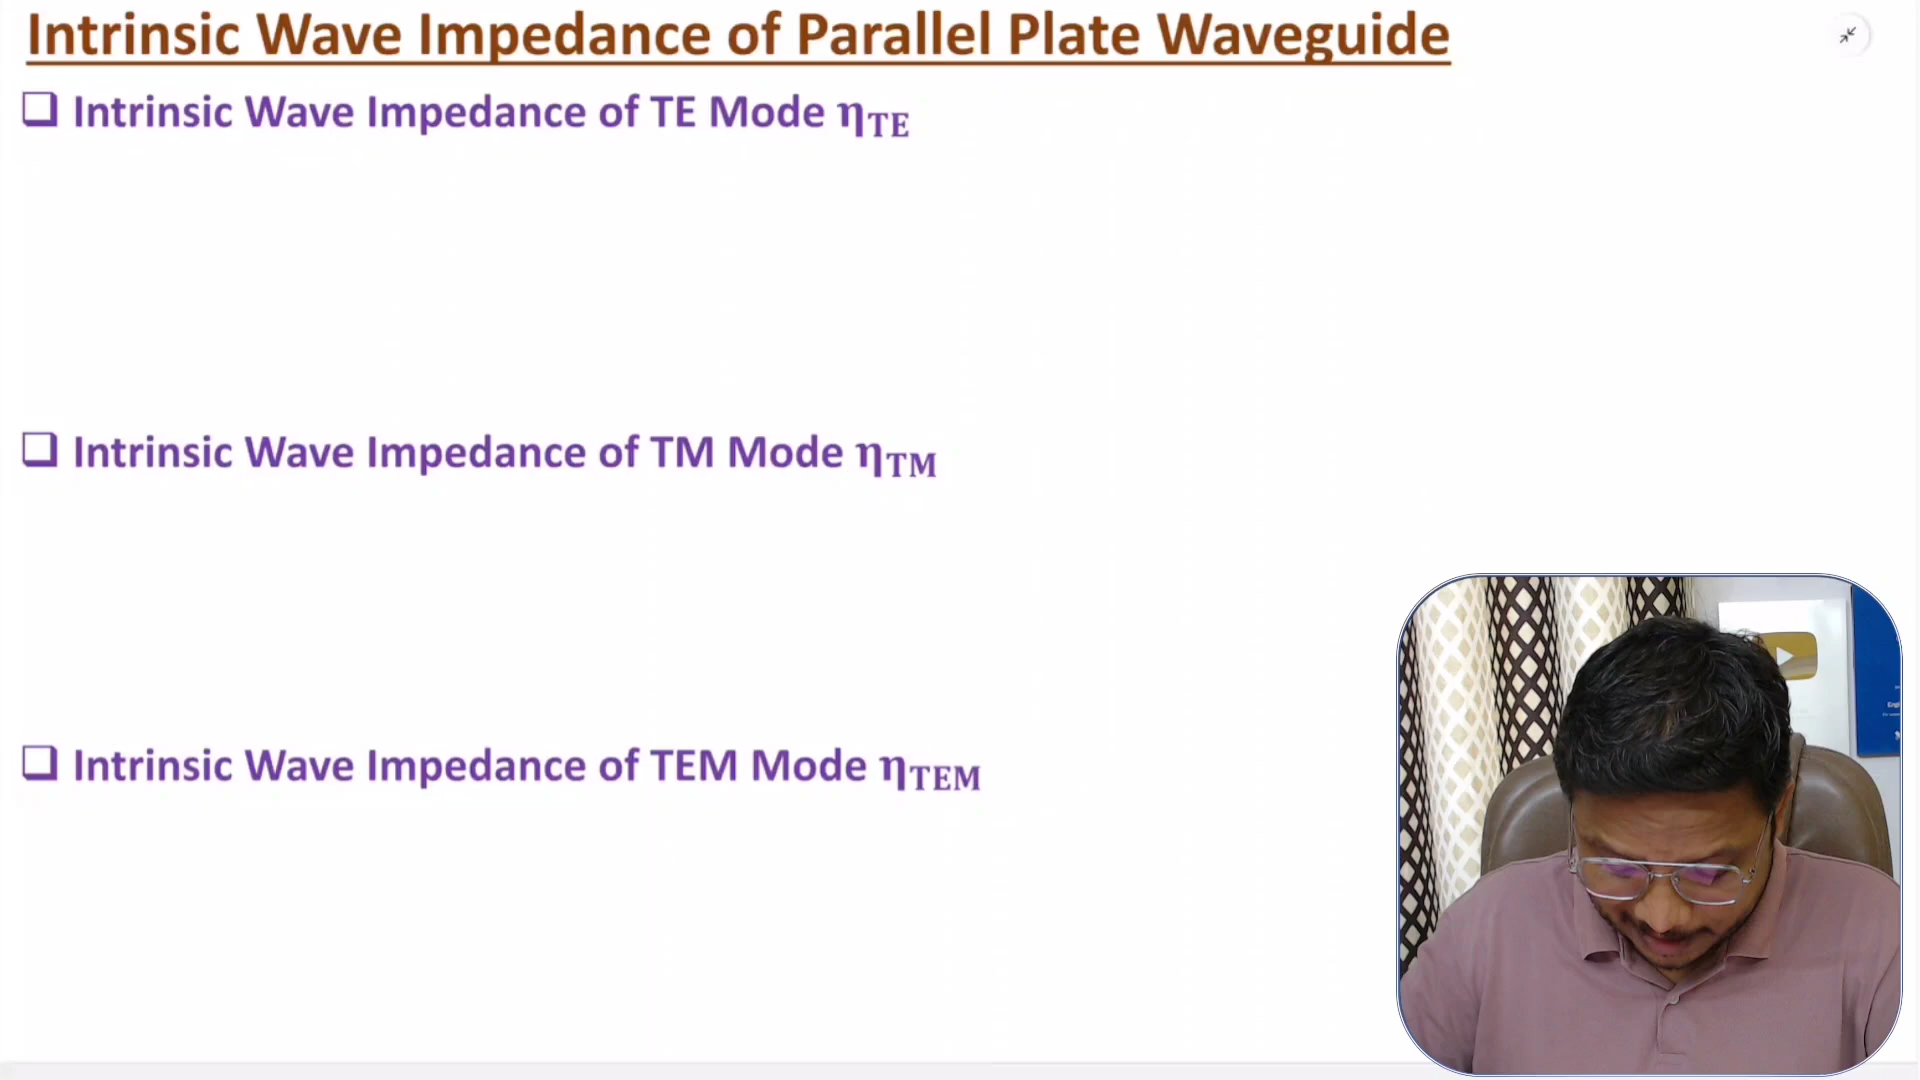 Intrinsic Wave Impedance of Parallel Plate Waveguide
❑ Intrinsic Wave Impedance of TE Mode η_TE
❑ Intrinsic Wave Impedance of TM Mode η_TM
❑ Intrinsic Wave Impedance of TEM Mode η_TEM